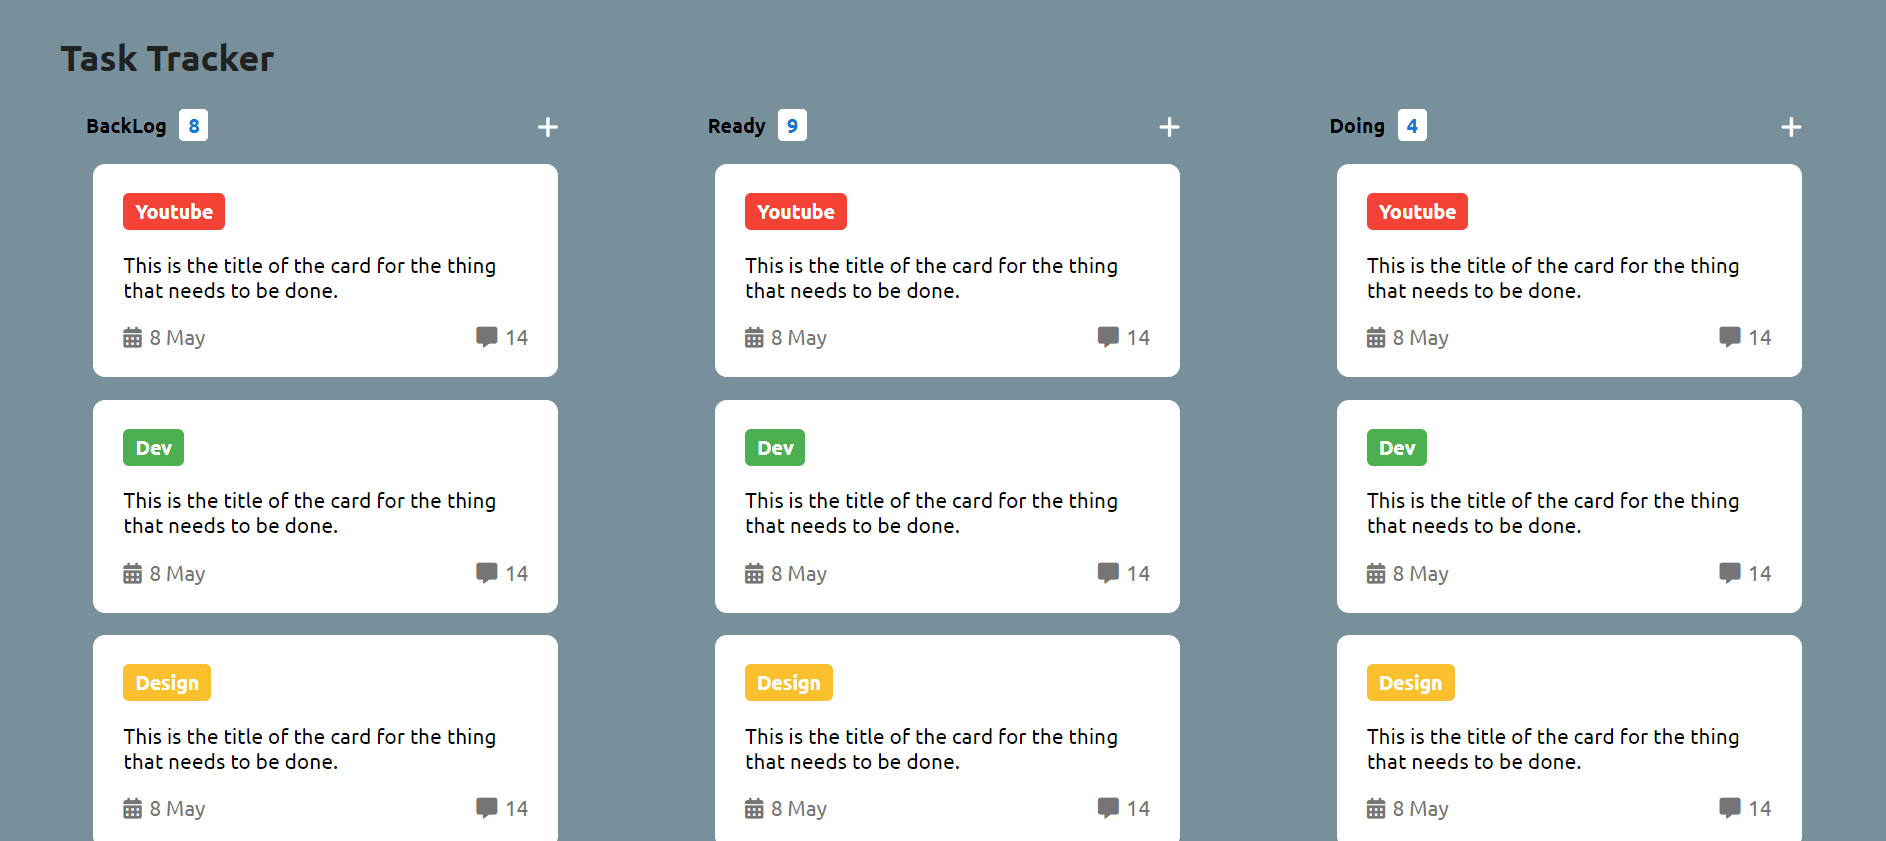 Task Tracker
BackLog 8
Youtube
This is the title of the card for the thing
that needs to be done.
8 May 14
Dev
This is the title of the card for the thing
that needs to be done.
8 May 14
Design
This is the title of the card for the thing
that needs to be done.
8 May 14
Ready 9
Youtube
This is the title of the card for the thing
that needs to be done.
8 May 14
Dev
This is the title of the card for the thing
that needs to be done.
8 May 14
Design
This is the title of the card for the thing
that needs to be done.
8 May 14
Doing 4
Youtube
This is the title of the card for the thing
that needs to be done.
8 May 14
Dev
This is the title of the card for the thing
that needs to be done.
8 May 14
Design
This is the title of the card for the thing
that needs to be done.
8 May 14